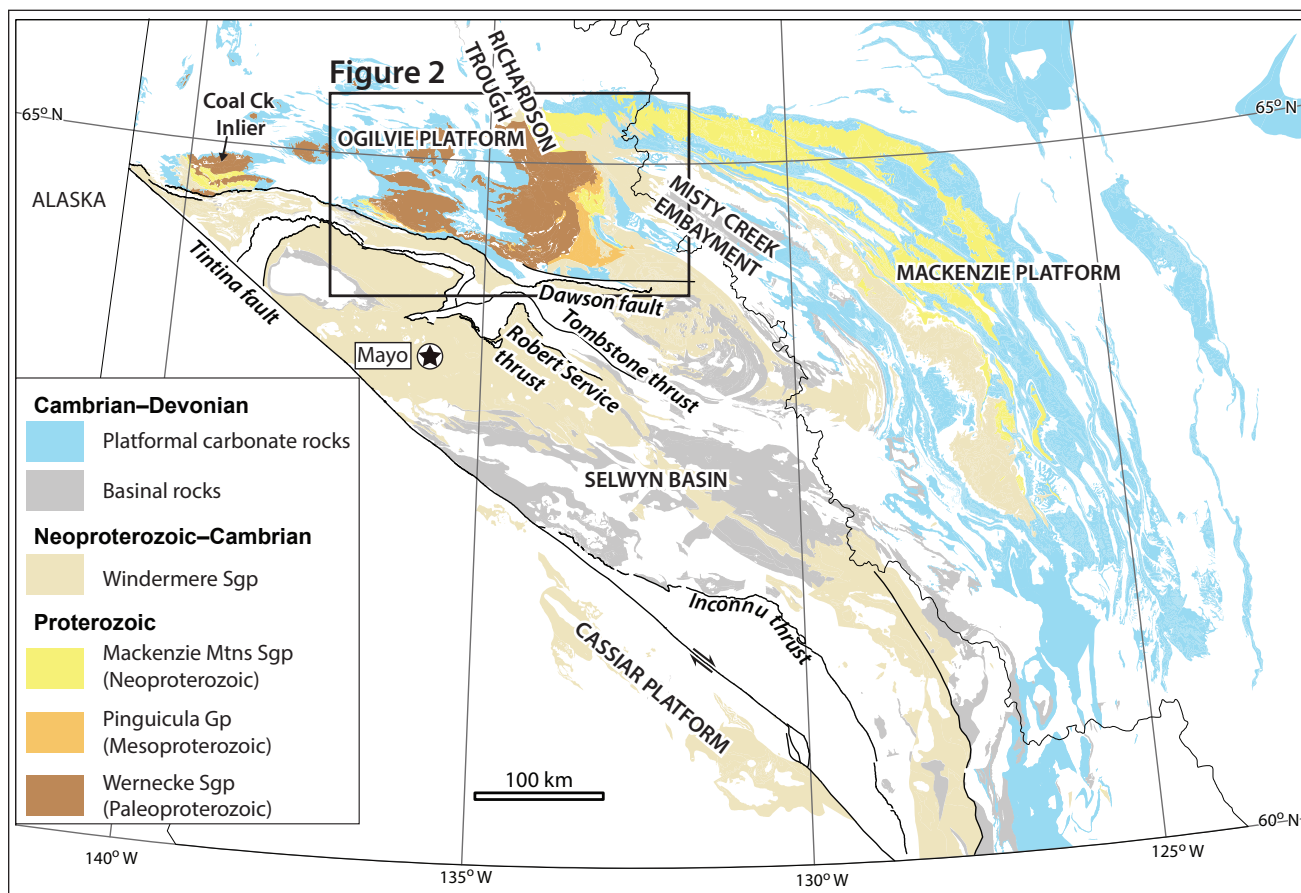 RICHARDSON
TROUGH
Figure 2
Coal Ck
Inlier
65° N
65° N
OGILVIE PLATFORM
ALASKA
MISTY CREEK
EMBAYMENT
MACKENZIE PLATFORM
Tintina fault
Dawson fault
Tombstone thrust
Robert Service
thrust
Mayo
SELWYN BASIN
Inconnu thrust
CASSIAR PLATFORM
Cambrian–Devonian
Platformal carbonate rocks
Basinal rocks
Neoproterozoic–Cambrian
Windermere Sgp
Proterozoic
Mackenzie Mtns Sgp
(Neoproterozoic)
Pinguicula Gp
(Mesoproterozoic)
Wernecke Sgp
(Paleoproterozoic)
100 km
60° N
140° W
135° W
130° W
125° W